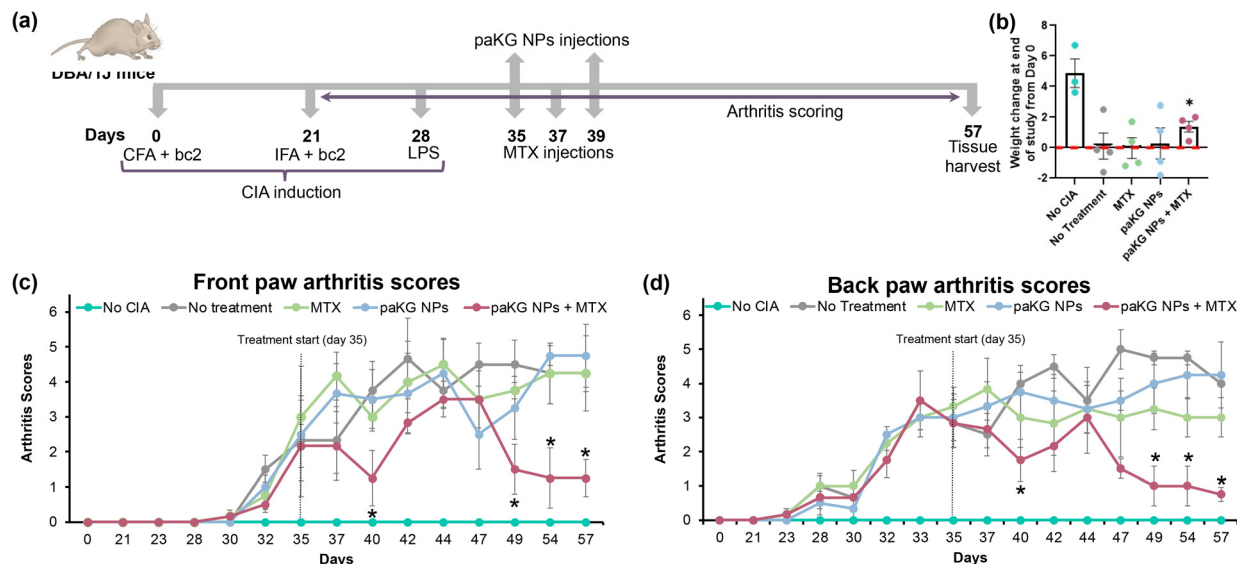 (a)
DBA/1J mice
paKG NPs injections
Arthritis scoring
Days 0 21 28 35 37 39 57
CFA + bc2 IFA + bc2 LPS MTX injections Tissue
harvest
CIA induction
(b)
Weight change at end
of study from Day 0
8
6
4
2
0
-2
*
No CIA
No Treatment
MTX
paKG NPs
paKG NPs + MTX
(c)
Front paw arthritis scores
No CIA No treatment MTX paKG NPs paKG NPs + MTX
Treatment start (day 35)
Arthritis Scores
6
5
4
3
2
1
0
* * * *
0 21 23 28 30 32 35 37 40 42 44 47 49 54 57
Days
(d)
Back paw arthritis scores
No CIA No Treatment MTX paKG NPs paKG NPs + MTX
Treatment start (day 35)
Arthritis Scores
6
5
4
3
2
1
0
* * * *
0 21 23 28 30 32 33 35 37 40 42 44 47 49 54 57
Days